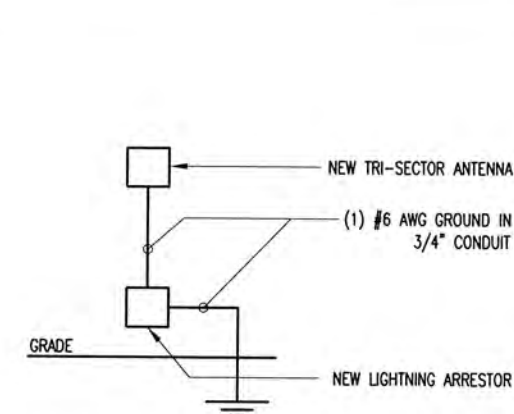 NEW TRI-SECTOR ANTENNA
(1) #6 AWG GROUND IN
3/4" CONDUIT
GRADE
NEW LIGHTNING ARRESTOR